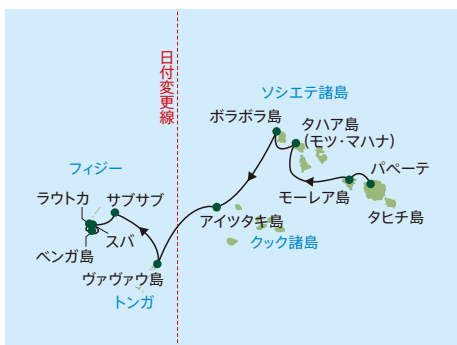 日付変更線
ソシエテ諸島
ボラボラ島
タハア島
(モツ・マハナ)
パペーテ
モーレア島
タヒチ島
フィジー
ラウトカ
サブサブ
アイツタキ島
スバ
クック諸島
ベンガ島
ヴァヴァウ島
トンガ